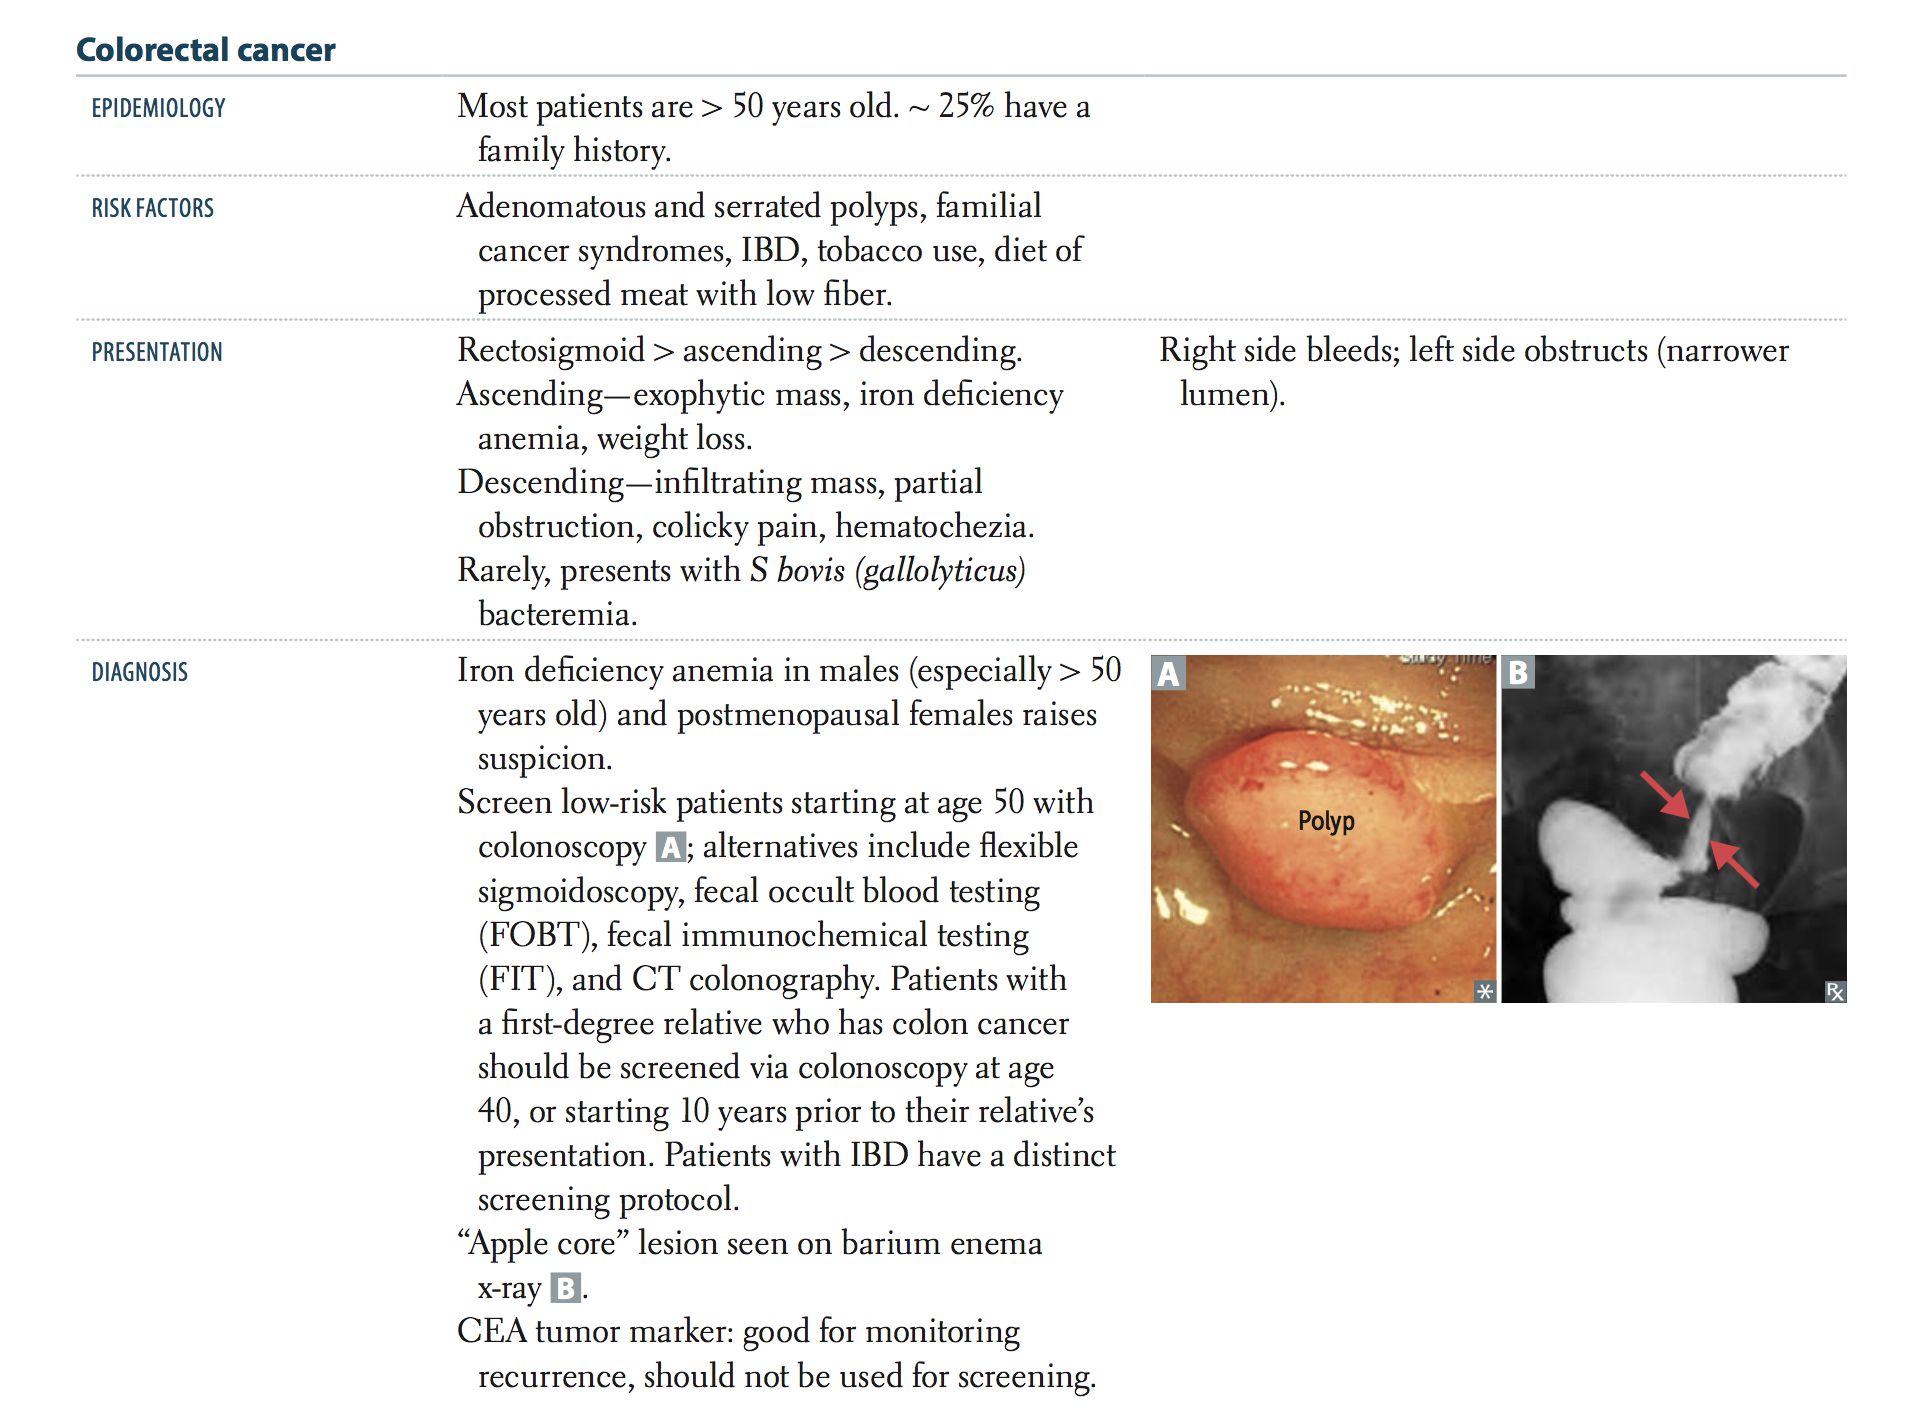 Colorectal cancer
EPIDEMIOLOGY
Most patients are > 50 years old. ~ 25% have a
family history.
RISK FACTORS
Adenomatous and serrated polyps, familial
cancer syndromes, IBD, tobacco use, diet of
processed meat with low fiber.
PRESENTATION
Rectosigmoid > ascending > descending.
Ascending—exophytic mass, iron deficiency
anemia, weight loss.
Descending—infiltrating mass, partial
obstruction, colicky pain, hematochezia.
Rarely, presents with S bovis (gallolyticus)
bacteremia.
Right side bleeds; left side obstructs (narrower
lumen).
DIAGNOSIS
Iron deficiency anemia in males (especially > 50
years old) and postmenopausal females raises
suspicion.
Screen low-risk patients starting at age 50 with
colonoscopy A; alternatives include flexible
sigmoidoscopy, fecal occult blood testing
(FOBT), fecal immunochemical testing
(FIT), and CT colonography. Patients with
a first-degree relative who has colon cancer
should be screened via colonoscopy at age
40, or starting 10 years prior to their relative’s
presentation. Patients with IBD have a distinct
screening protocol.
“Apple core” lesion seen on barium enema
x-ray B.
CEA tumor marker: good for monitoring
recurrence, should not be used for screening.
A
Polyp
*
B
℞